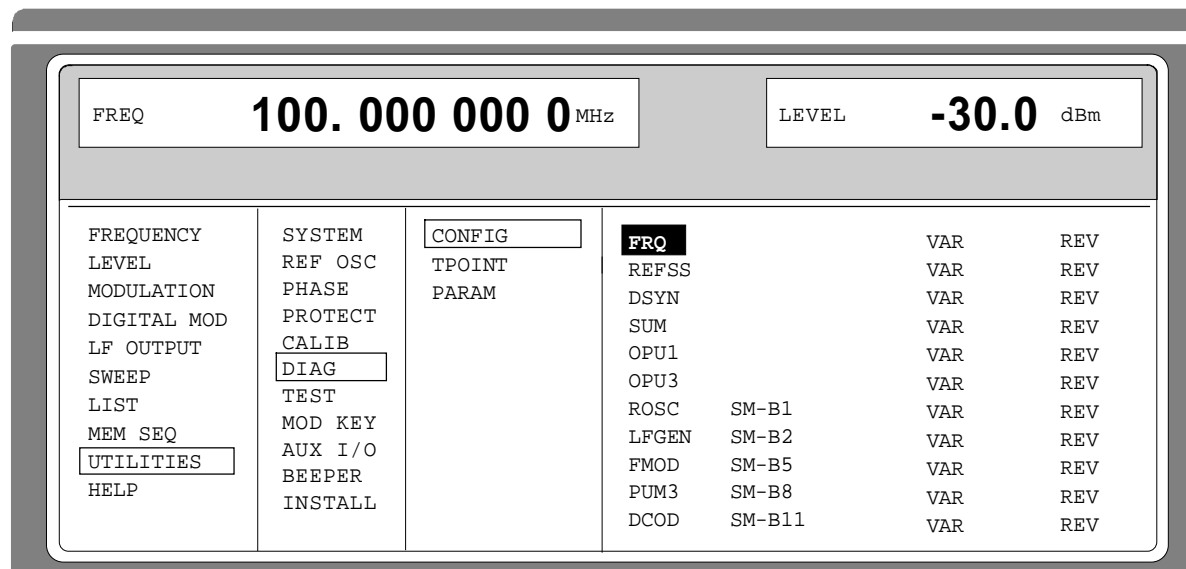 FREQ 100. 000 000 0 MHz LEVEL -30.0 dBm
FREQUENCY
LEVEL
MODULATION
DIGITAL MOD
LF OUTPUT
SWEEP
LIST
MEM SEQ
UTILITIES
HELP
SYSTEM
REF OSC
PHASE
PROTECT
CALIB
DIAG
TEST
MOD KEY
AUX I/O
BEEPER
INSTALL
CONFIG
TPOINT
PARAM
FRQ VAR REV
REFSS VAR REV
DSYN VAR REV
SUM VAR REV
OPU1 VAR REV
OPU3 VAR REV
ROSC SM-B1 VAR REV
LFGEN SM-B2 VAR REV
FMOD SM-B5 VAR REV
PUM3 SM-B8 VAR REV
DCOD SM-B11 VAR REV